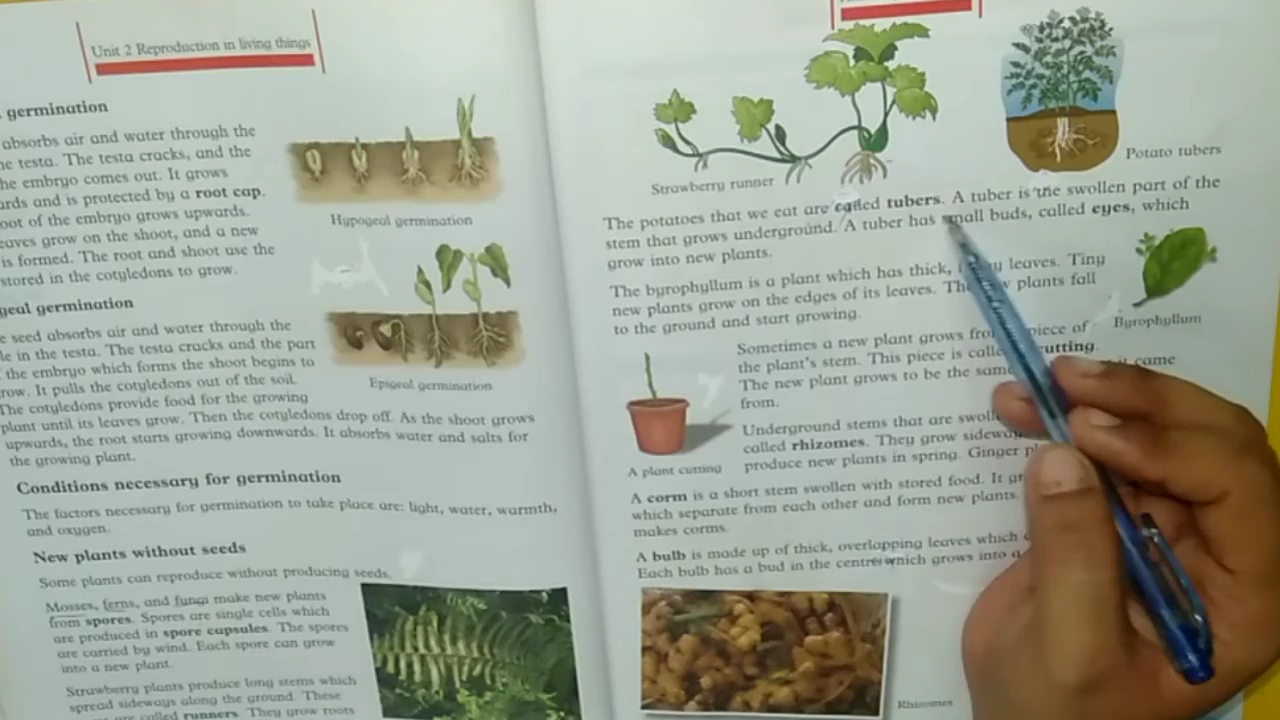 Unit 2 Reproduction in living things
germination
absorbs air and water through the
testa. The testa cracks, and the
embryo comes out. It grows
and is protected by a root cap.
of the embryo grows upwards.
grow on the shoot, and a new
is formed. The root and shoot use the
stored in the cotyledons to grow.
Hypogeal germination
germination
seed absorbs air and water through the
in the testa. The testa cracks and the part
the embryo which forms the shoot begins to
It pulls the cotyledons out of the soil.
The cotyledons provide food for the growing
plant until its leaves grow. Then the cotyledons drop off. As the shoot grows
upwards, the root starts growing downwards. It absorbs water and salts for
the growing plant.
Epigeal germination
Conditions necessary for germination
The factors necessary for germination to take place are: light, water, warmth,
and oxygen.
New plants without seeds
Some plants can reproduce without producing seeds.
Mosses, ferns, and fungi make new plants
from spores. Spores are single cells which
are produced in spore capsules. The spores
are carried by wind. Each spore can grow
into a new plant.
Strawberry plants produce long stems which
spread sideways along the ground. These
are called runners. They grow roots
Strawberry runner
Potato tubers
The potatoes that we eat are called tubers. A tuber is the swollen part of the
stem that grows underground. A tuber has small buds, called eyes, which
grow into new plants.
The byrophyllum is a plant which has thick, leaves. Tiny
new plants grow on the edges of its leaves. The plants fall
to the ground and start growing.
Byrophyllum
Sometimes a new plant grows from piece of
the plant's stem. This piece is called cutting.
The new plant grows to be the same it came
from.
A plant cutting
Underground stems that are
called rhizomes. They grow
produce new plants in spring. Ginger
A corm is a short stem swollen with stored food. It
which separate from each other and form new plants.
makes corms.
A bulb is made up of thick, overlapping leaves which
Each bulb has a bud in the centre which grows into a
Rhizomes